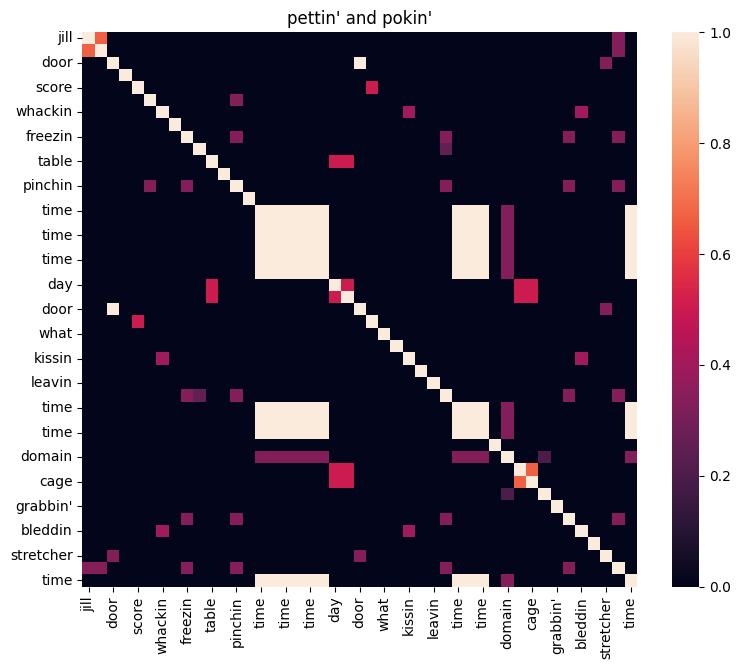 pettin' and pokin'
jill
door
score
whackin
freezin
table
pinchin
time
time
time
day
door
what
kissin
leavin
time
time
domain
cage
grabbin'
bleddin
stretcher
time
jill
door
score
whackin
freezin
table
pinchin
time
time
time
day
door
what
kissin
leavin
time
time
domain
cage
grabbin'
bleddin
stretcher
time
1.0
0.8
0.6
0.4
0.2
0.0